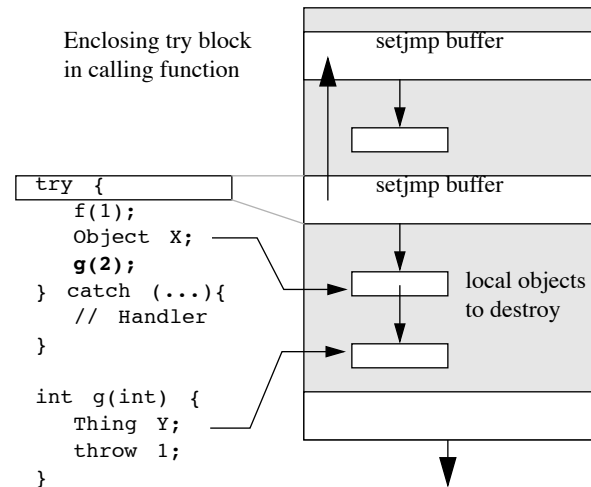 Enclosing try block
in calling function
setjmp buffer
setjmp buffer
try {
f(1);
Object X;
g(2);
} catch (...){
// Handler
}
local objects
to destroy
int g(int) {
Thing Y;
throw 1;
}